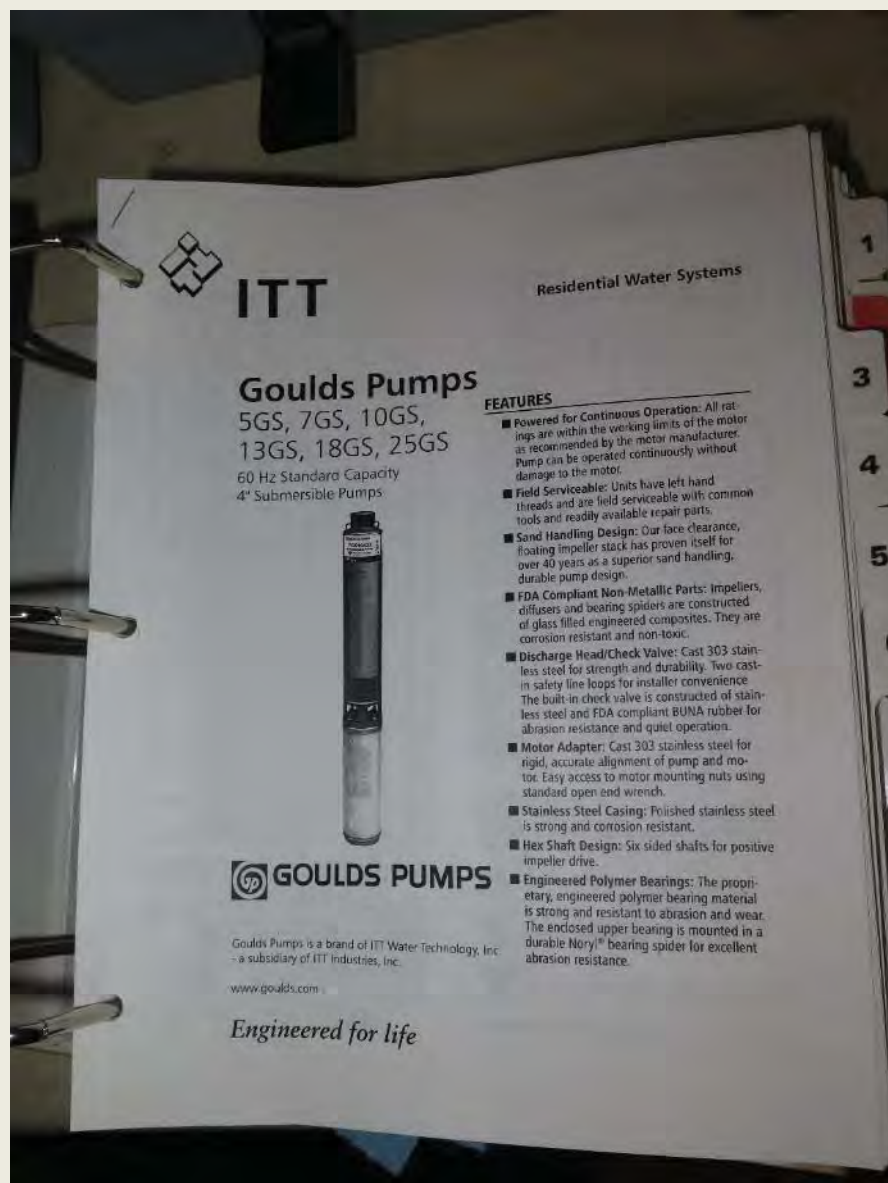 ITT
Residential Water Systems
Goulds Pumps
5GS, 7GS, 10GS,
13GS, 18GS, 25GS
60 Hz Standard Capacity
4" Submersible Pumps
FEATURES
■ Powered for Continuous Operation: All rat-
ings are within the working limits of the motor
as recommended by the motor manufacturer.
Pump can be operated continuously without
damage to the motor.
■ Field Serviceable: Units have left hand
threads and are field serviceable with common
tools and readily available repair parts.
■ Sand Handling Design: Our face clearance,
floating impeller stack has proven itself for
over 40 years as a superior sand handling,
durable pump design.
■ FDA Compliant Non-Metallic Parts: Impellers,
diffusers and bearing spiders are constructed
of glass filled engineered composites. They are
corrosion resistant and non-toxic.
■ Discharge Head/Check Valve: Cast 303 stain-
less steel for strength and durability. Two cast-
in safety line loops for installer convenience
The built-in check valve is constructed of stain-
less steel and FDA compliant BUNA rubber for
abrasion resistance and quiet operation.
■ Motor Adapter: Cast 303 stainless steel for
rigid, accurate alignment of pump and mo-
tor. Easy access to motor mounting nuts using
standard open end wrench.
■ Stainless Steel Casing: Polished stainless steel
is strong and corrosion resistant.
■ Hex Shaft Design: Six sided shafts for positive
impeller drive.
■ Engineered Polymer Bearings: The propri-
etary, engineered polymer bearing material
is strong and resistant to abrasion and wear.
The enclosed upper bearing is mounted in a
durable Noryl® bearing spider for excellent
abrasion resistance.
GOULDS PUMPS
Goulds Pumps is a brand of ITT Water Technology, Inc.
- a subsidiary of ITT Industries, Inc.
www.goulds.com
Engineered for life
1
3
4
5